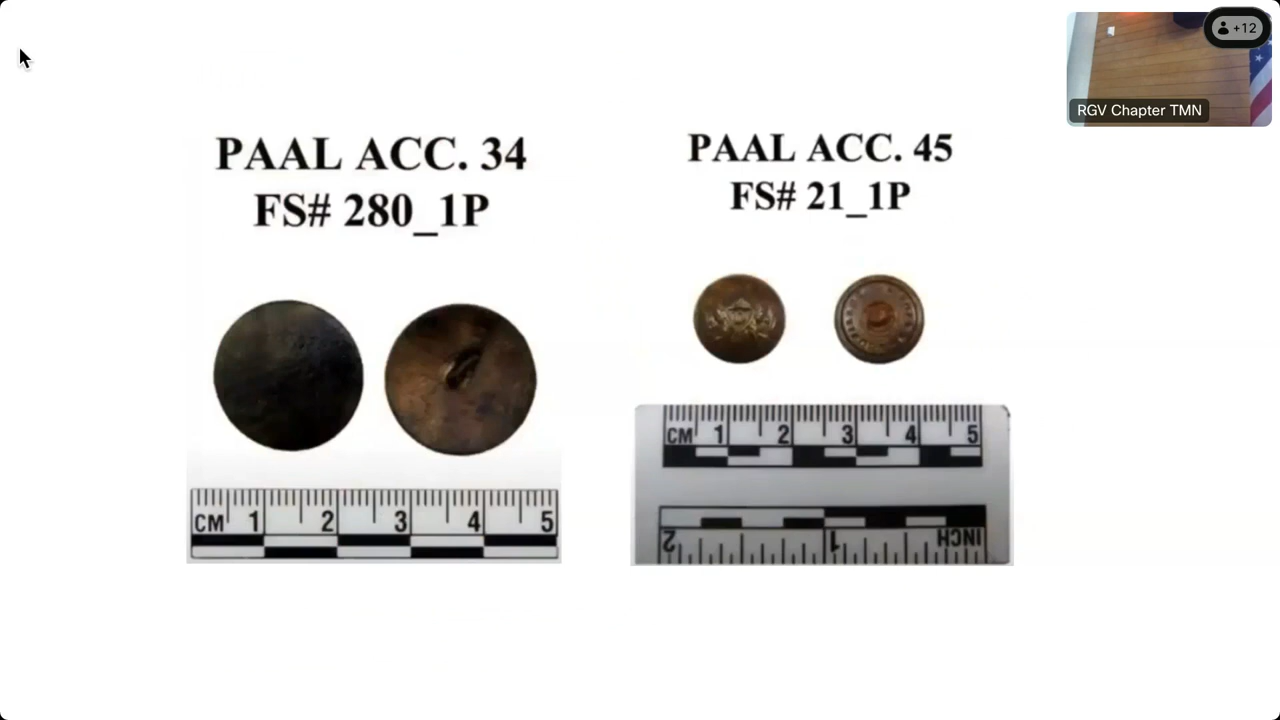 PAAL ACC. 34
FS# 280_1P
PAAL ACC. 45
FS# 21_1P
CM 1 2 3 4 5
CM 1 2 3 4 5
2 1 INCH
+12
RGV Chapter TMN